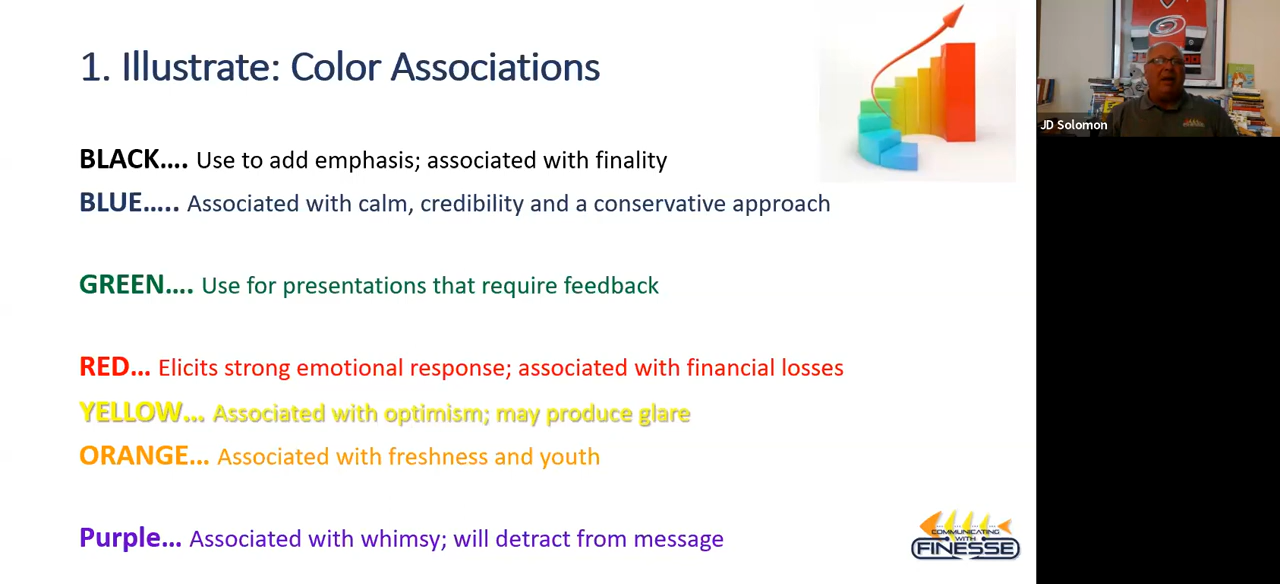 1. Illustrate: Color Associations
JD Solomon
BLACK.... Use to add emphasis; associated with finality
BLUE..... Associated with calm, credibility and a conservative approach
GREEN.... Use for presentations that require feedback
RED... Elicits strong emotional response; associated with financial losses
YELLOW... Associated with optimism; may produce glare
ORANGE... Associated with freshness and youth
Purple... Associated with whimsy; will detract from message
COMMUNICATING
WITH
FINESSE